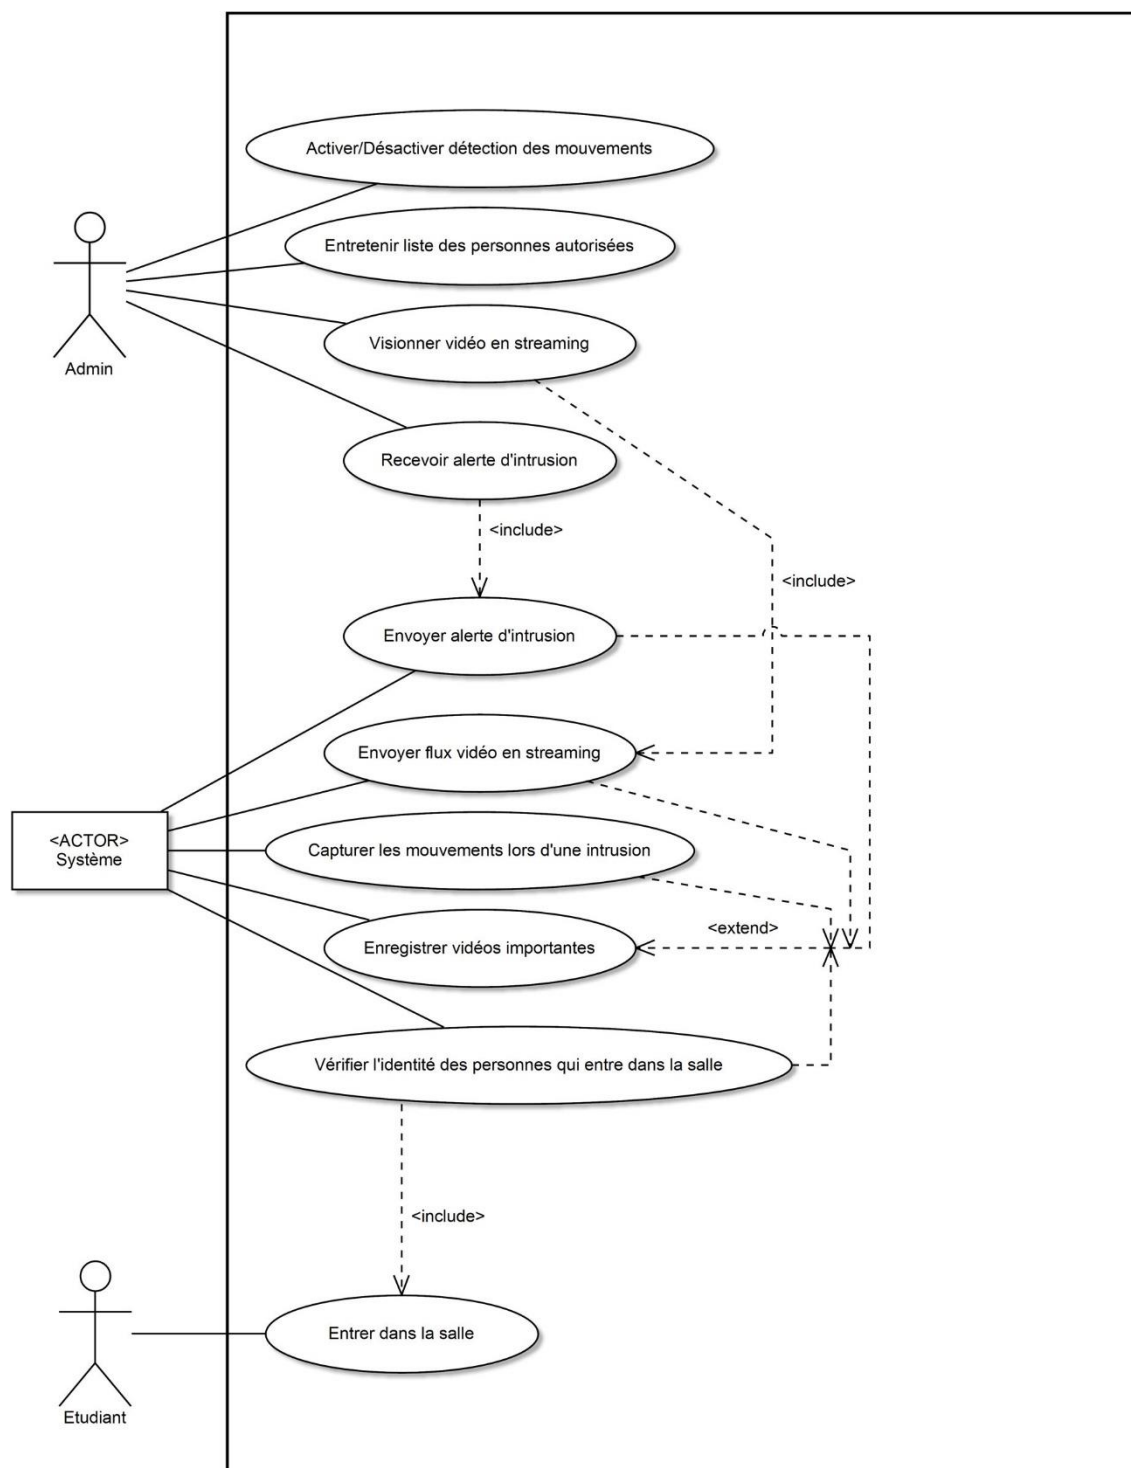 Activer/Désactiver détection des mouvements
Entretenir liste des personnes autorisées
Visionner vidéo en streaming
Admin
Recevoir alerte d'intrusion
<include>
<include>
Envoyer alerte d'intrusion
Envoyer flux vidéo en streaming
<ACTOR>
Système
Capturer les mouvements lors d'une intrusion
<extend>
Enregistrer vidéos importantes
Vérifier l'identité des personnes qui entre dans la salle
<include>
Entrer dans la salle
Etudiant